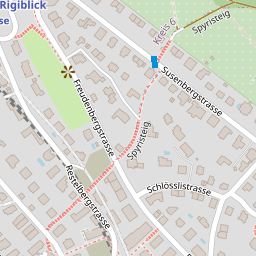 Rigiblick
se
Kreis 6
Spyristeig
Susenbergstrasse
Freudenbergstrasse
Spyristeig
Restelbergstrasse
Schlösslistrasse